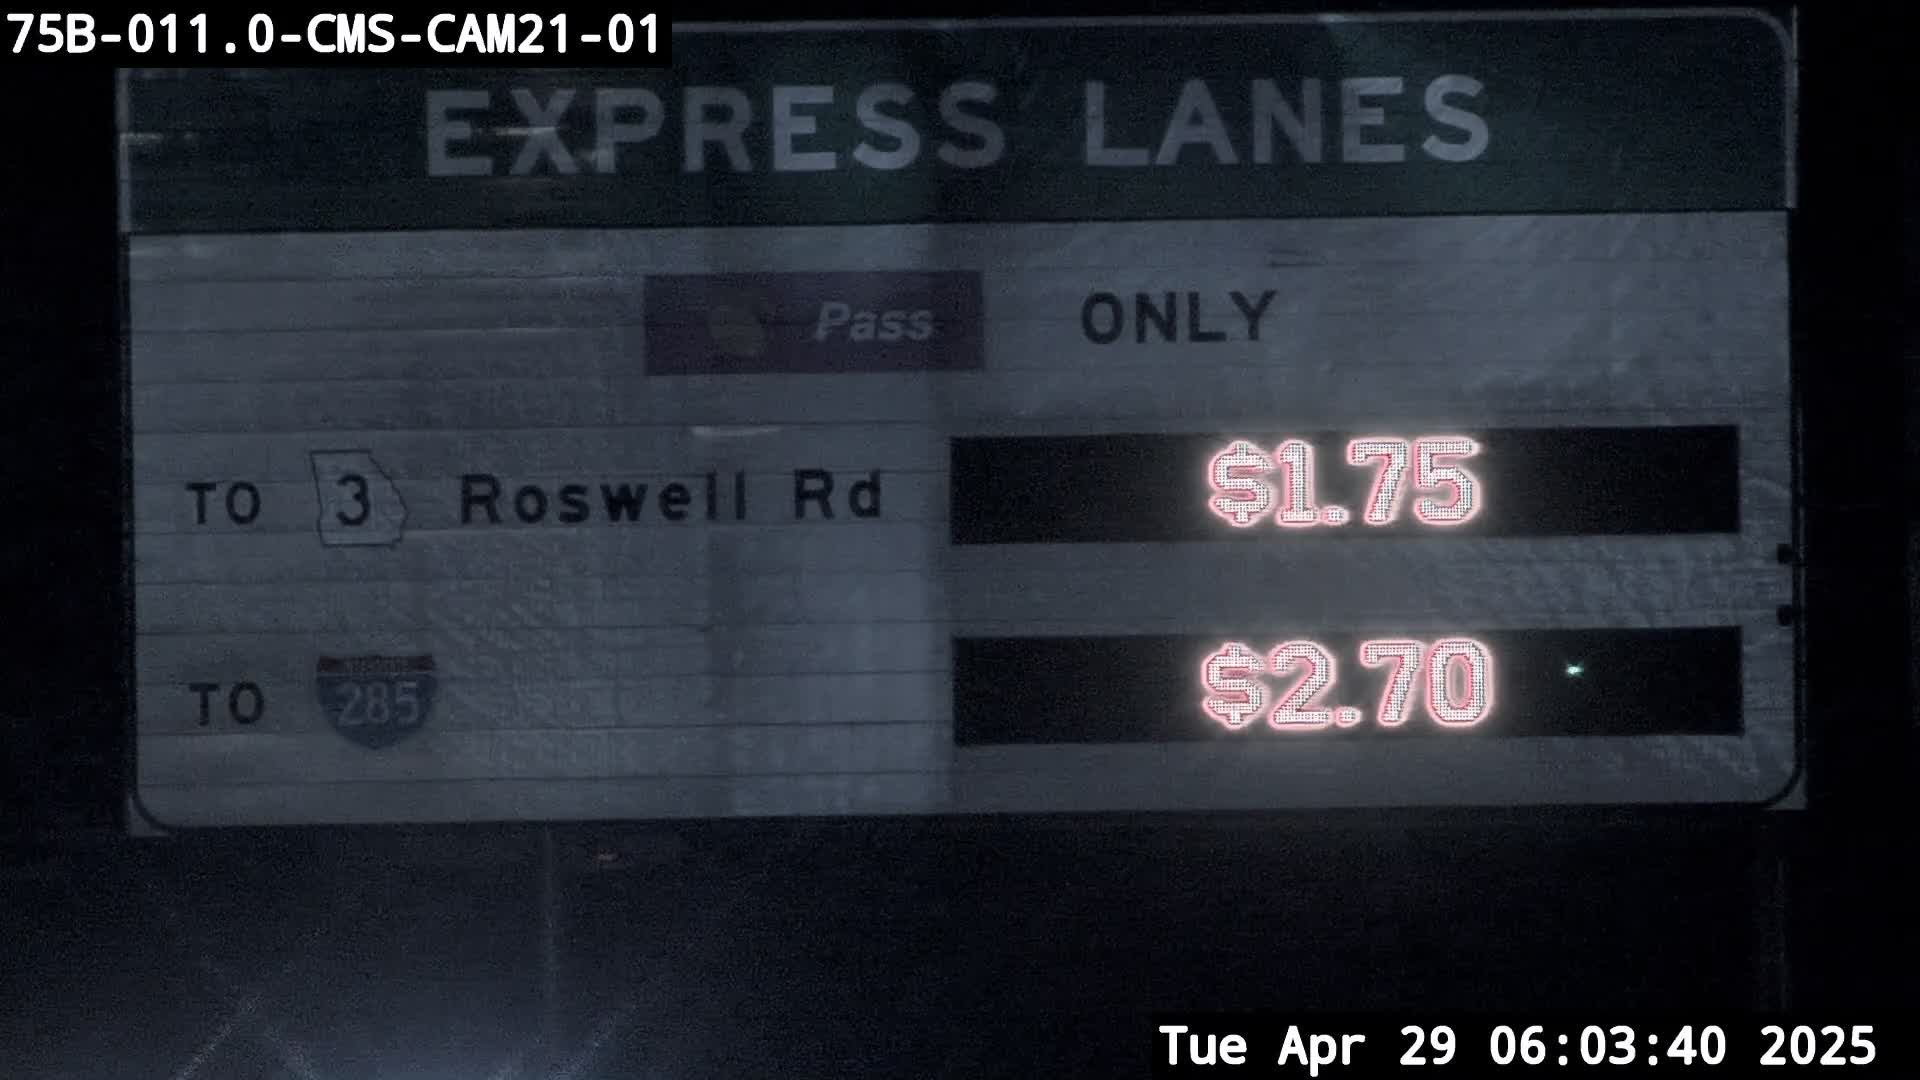 75B-011.0-CMS-CAM21-01
EXPRESS LANES
Pass ONLY
TO 3 Roswell Rd $1.75
TO 285 $2.70
Tue Apr 29 06:03:40 2025